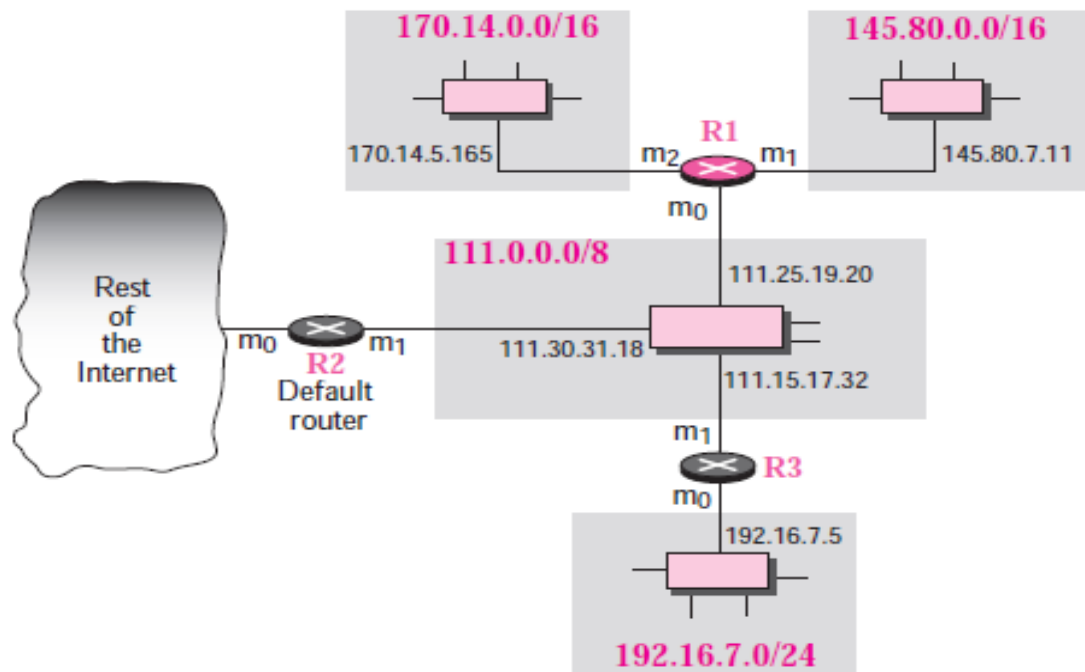 170.14.0.0/16
145.80.0.0/16
R1
170.14.5.165
m2
m1
145.80.7.11
m0
111.0.0.0/8
111.25.19.20
Rest
of
the
Internet
m0
m1
R2
Default
router
111.30.31.18
111.15.17.32
m1
R3
m0
192.16.7.5
192.16.7.0/24